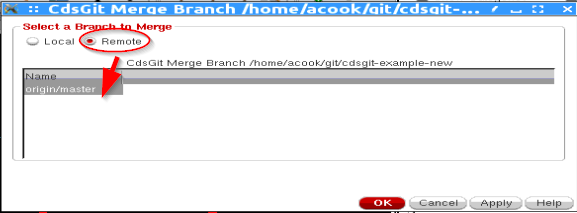 CdsGit Merge Branch /home/acook/git/cdsgit-...
Select a Branch to Merge
Local Remote
CdsGit Merge Branch /home/acook/git/cdsgit-example-new
Name
origin/master
OK Cancel Apply Help